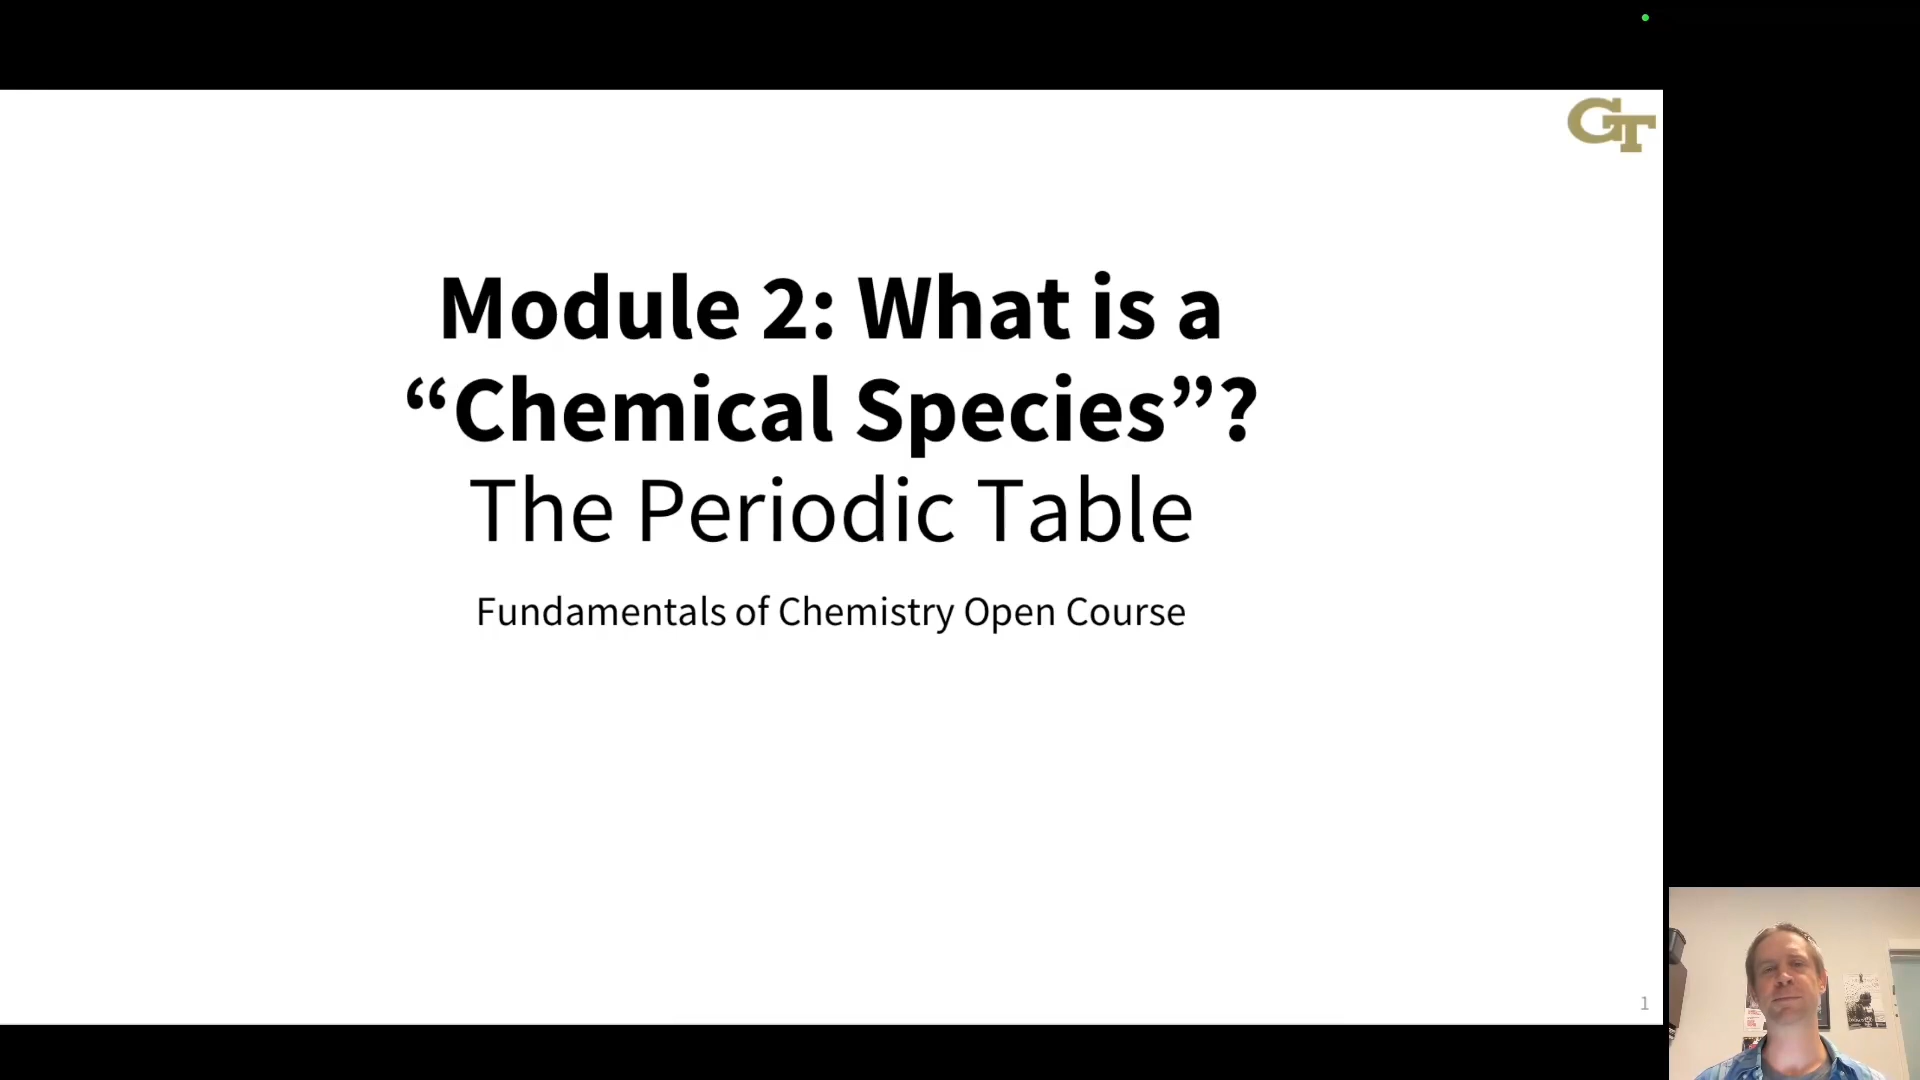 GT
Module 2: What is a
“Chemical Species”?
The Periodic Table
Fundamentals of Chemistry Open Course
1